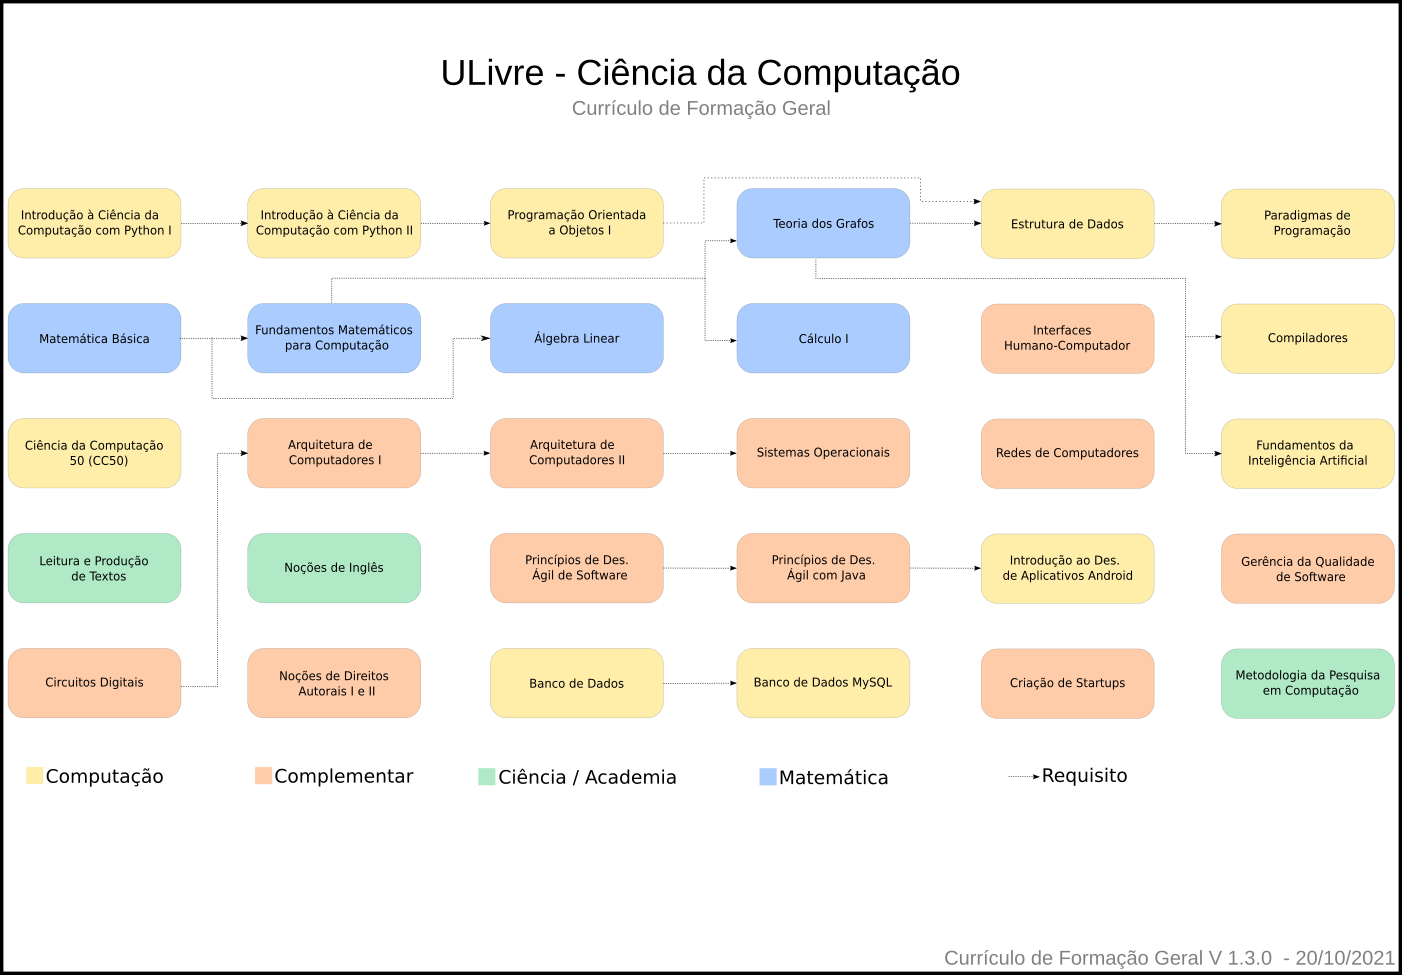 ULivre - Ciência da Computação
Currículo de Formação Geral
Introdução à Ciência da
Computação com Python I
Introdução à Ciência da
Computação com Python II
Programação Orientada
a Objetos I
Teoria dos Grafos
Estrutura de Dados
Paradigmas de
Programação
Matemática Básica
Fundamentos Matemáticos
para Computação
Álgebra Linear
Cálculo I
Interfaces
Humano-Computador
Compiladores
Ciência da Computação
50 (CC50)
Arquitetura de
Computadores I
Arquitetura de
Computadores II
Sistemas Operacionais
Redes de Computadores
Fundamentos da
Inteligência Artificial
Leitura e Produção
de Textos
Noções de Inglês
Princípios de Des.
Ágil de Software
Princípios de Des.
Ágil com Java
Introdução ao Des.
de Aplicativos Android
Gerência da Qualidade
de Software
Circuitos Digitais
Noções de Direitos
Autorais I e II
Banco de Dados
Banco de Dados MySQL
Criação de Startups
Metodologia da Pesquisa
em Computação
Computação
Complementar
Ciência / Academia
Matemática
Requisito
Currículo de Formação Geral V 1.3.0 - 20/10/2021